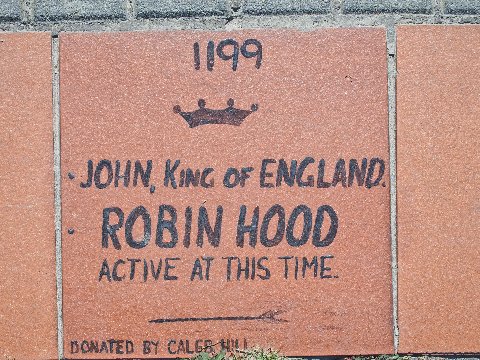 1199
· JOHN, KING OF ENGLAND.
· ROBIN HOOD
ACTIVE AT THIS TIME.
DONATED BY CALEB HILL